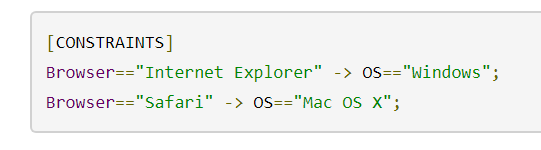 [CONSTRAINTS]
Browser=="Internet Explorer" -> OS=="Windows";
Browser=="Safari" -> OS=="Mac OS X";